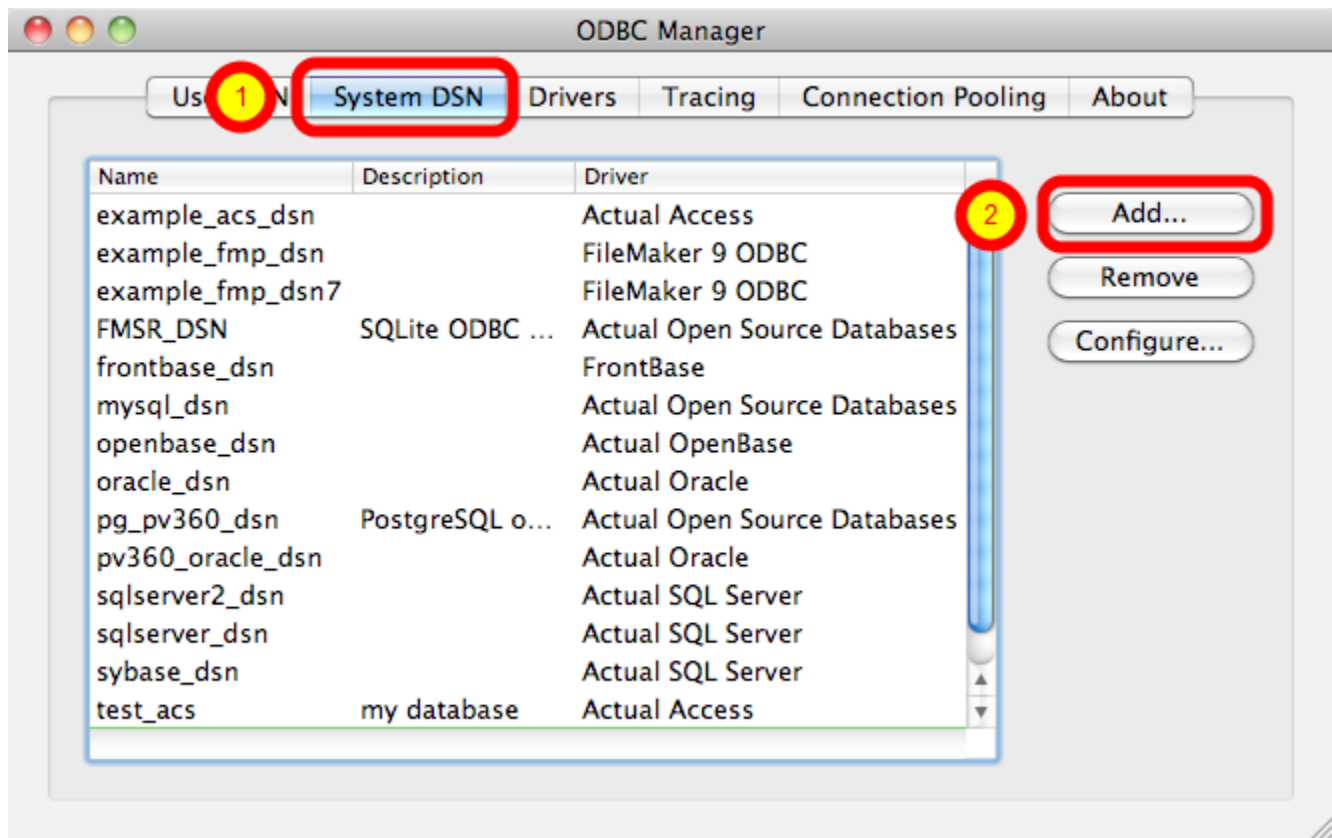 ODBC Manager
Us 1 N System DSN Drivers Tracing Connection Pooling About
Name Description Driver
example_acs_dsn Actual Access
2 Add...
example_fmp_dsn FileMaker 9 ODBC
Remove
example_fmp_dsn7 FileMaker 9 ODBC
FMSR_DSN SQLite ODBC ... Actual Open Source Databases
Configure...
frontbase_dsn FrontBase
mysql_dsn Actual Open Source Databases
openbase_dsn Actual OpenBase
oracle_dsn Actual Oracle
pg_pv360_dsn PostgreSQL o... Actual Open Source Databases
pv360_oracle_dsn Actual Oracle
sqlserver2_dsn Actual SQL Server
sqlserver_dsn Actual SQL Server
sybase_dsn Actual SQL Server
test_acs my database Actual Access